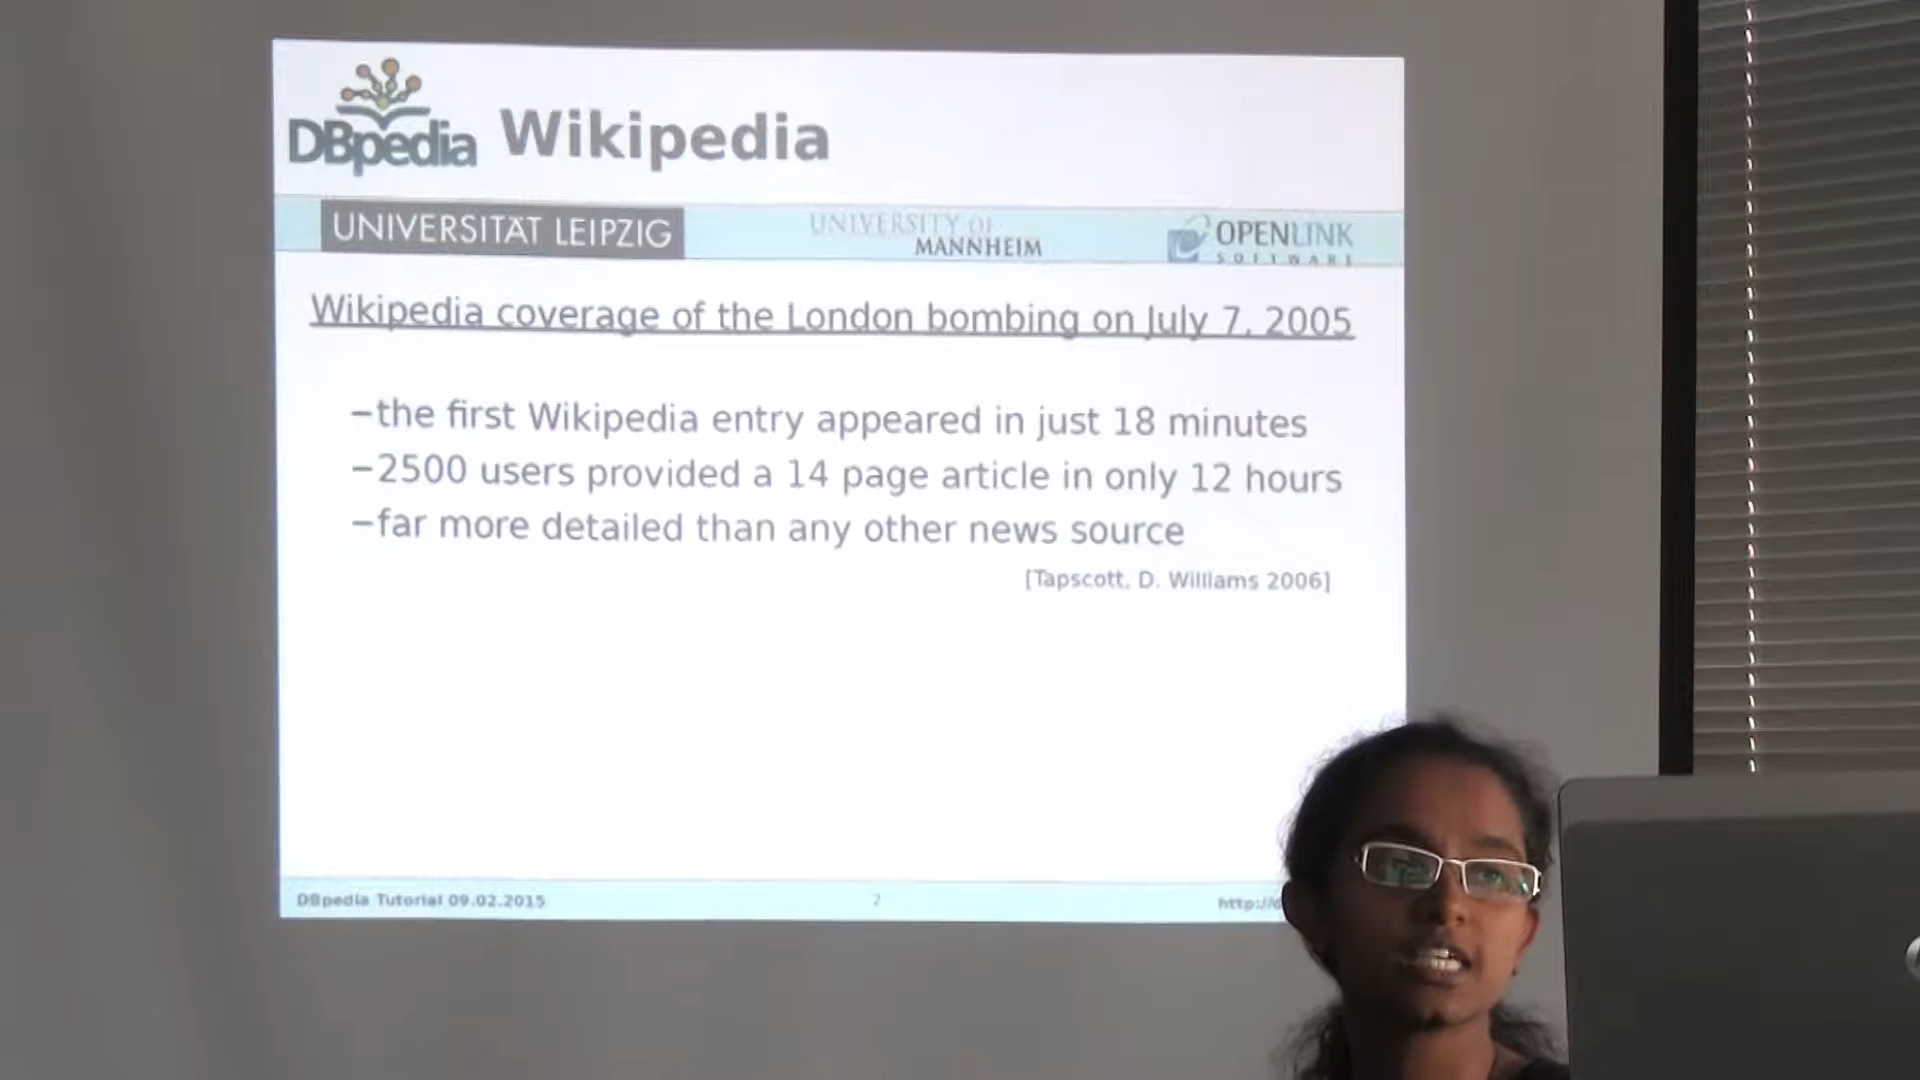 DBpedia Wikipedia
UNIVERSITÄT LEIPZIG
UNIVERSITY OF
MANNHEIM
OPENLINK
SOFTWARE
Wikipedia coverage of the London bombing on July 7, 2005
–the first Wikipedia entry appeared in just 18 minutes
–2500 users provided a 14 page article in only 12 hours
–far more detailed than any other news source
[Tapscott, D. Williams 2006]
DBpedia Tutorial 09.02.2015
http://